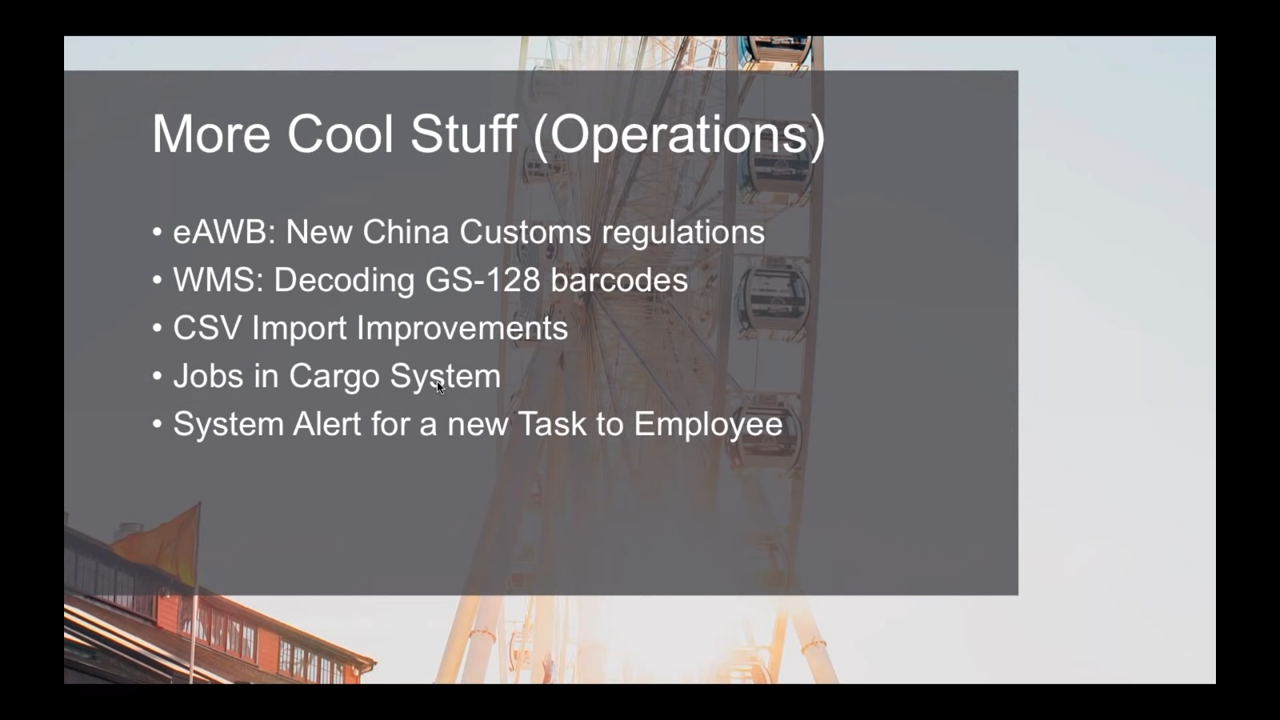 More Cool Stuff (Operations)
• eAWB: New China Customs regulations
• WMS: Decoding GS-128 barcodes
• CSV Import Improvements
• Jobs in Cargo System
• System Alert for a new Task to Employee